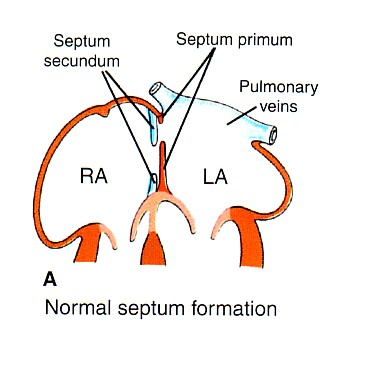 Septum
secundum
Septum primum
Pulmonary
veins
RA
LA
A
Normal septum formation